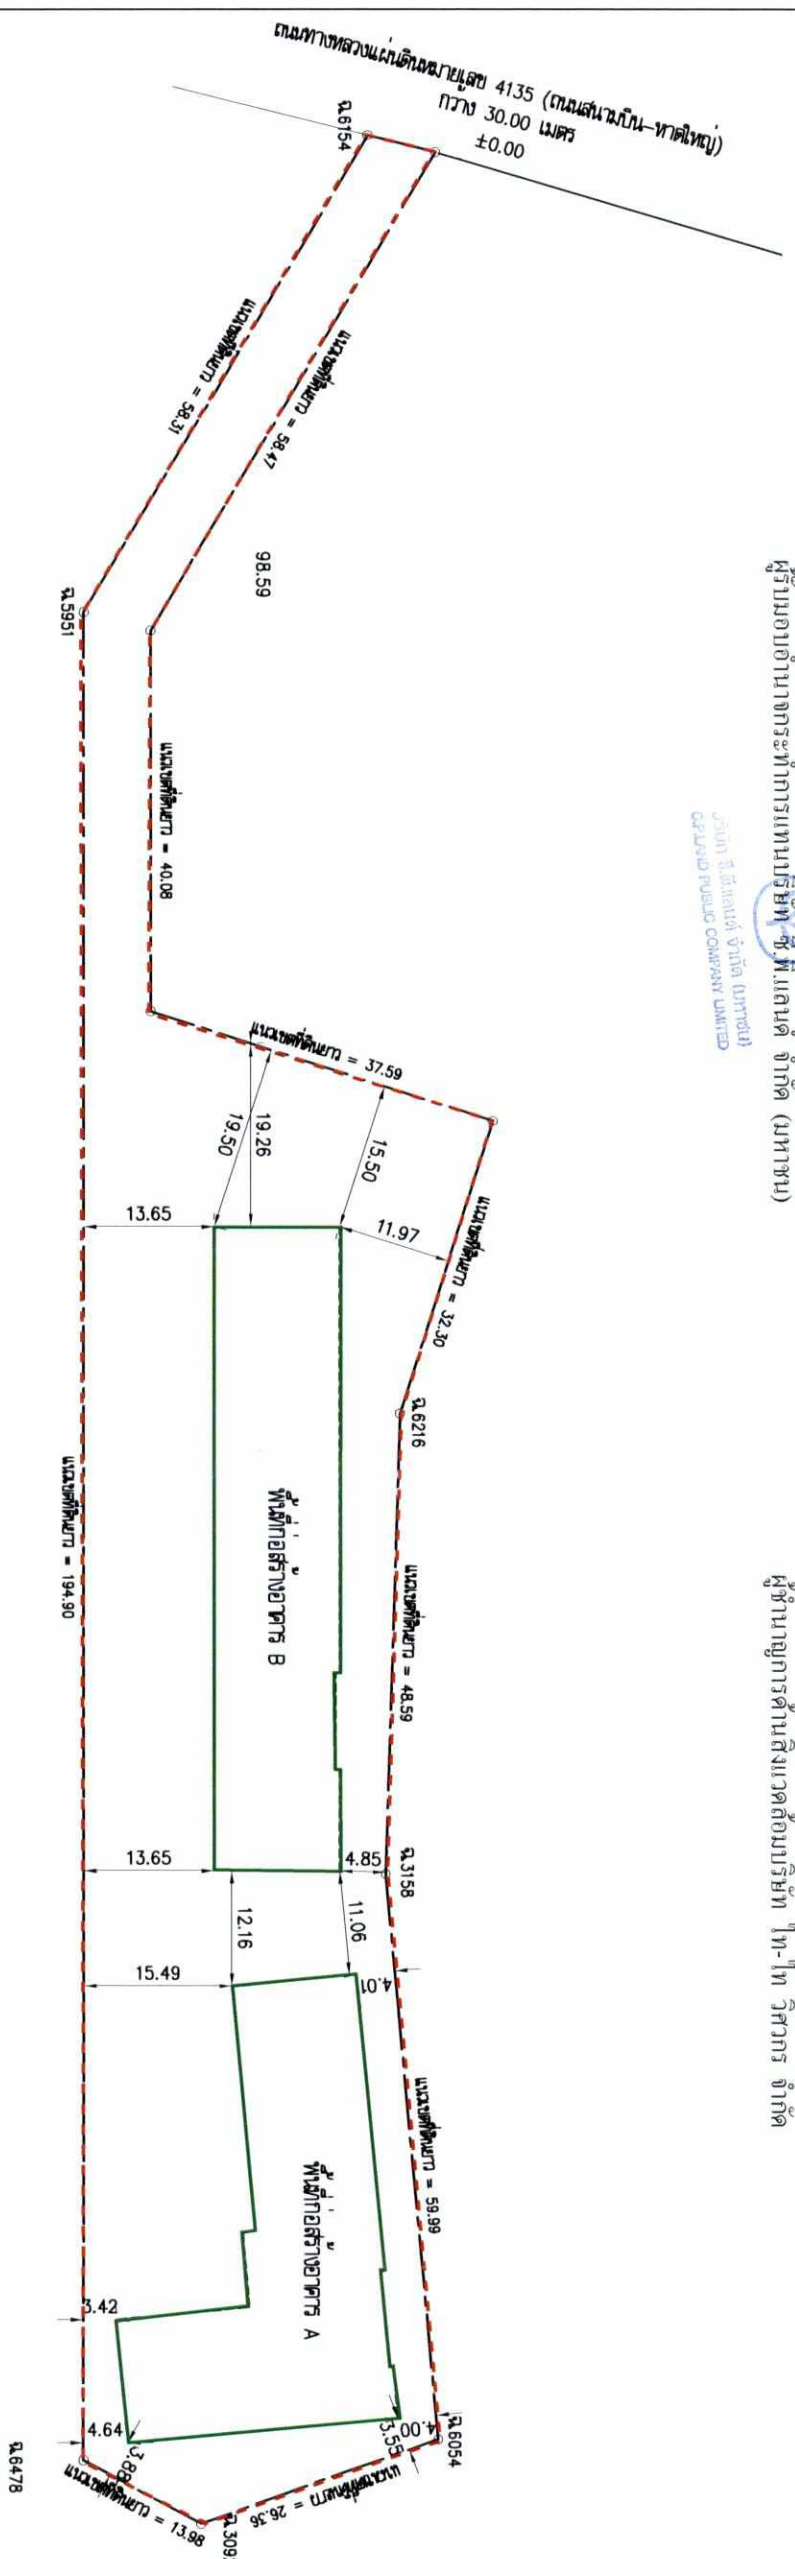 ถนนทางหลวงแผ่นดินหมายเลข 4135 (ถนนสนามบิน-หาดใหญ่)
กว้าง 30.00 เมตร
±0.00
ฉ.6154
แนวเขตที่ดินยาว = 58.31
แนวเขตที่ดินยาว = 58.47
98.59
ฉ.5951
แนวเขตที่ดินยาว = 40.08
แนวเขตที่ดินยาว = 37.59
19.26
19.50
15.50
11.97
13.65
แนวเขตที่ดินยาว = 32.30
ฉ.6216
พื้นที่ก่อสร้างอาคาร B
แนวเขตที่ดินยาว = 194.90
แนวเขตที่ดินยาว = 48.59
13.65
4.85
ฉ.3158
12.16
11.06
15.49
4.01
แนวเขตที่ดินยาว = 59.99
พื้นที่ก่อสร้างอาคาร A
3.42
4.64
3.88
3.55
4.00
ฉ.6054
แนวเขตที่ดินยาว = 26.36
แนวเขตที่ดินยาว = 13.98
ฉ.309
ฉ.6478
ผู้รับมอบอำนาจกระทำการแทนบริษัท ซี.พี.แลนด์ จำกัด (มหาชน)
บริษัท ซี.พี.แลนด์ จำกัด (มหาชน)
C.P.LAND PUBLIC COMPANY LIMITED
ผู้ชำนาญการด้านสิ่งแวดล้อมบริษัท ไท-ไท วิศวกร จำกัด